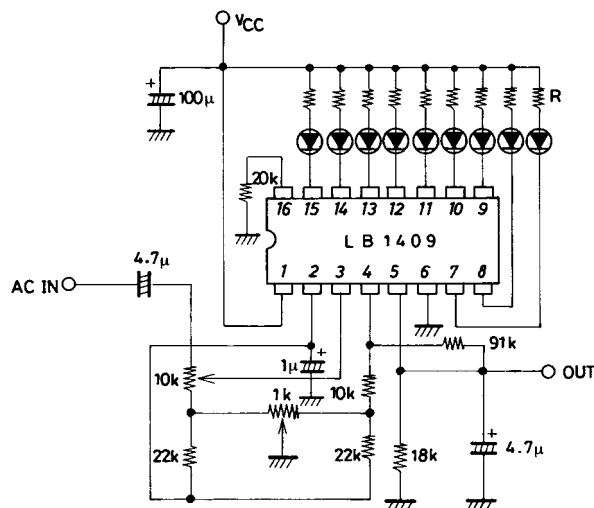 VCC
+
100μ
R
20k
16 15 14 13 12 11 10 9
LB1409
1 2 3 4 5 6 7 8
4.7μ
AC IN
91k
+
1μ
10k
10k
1k
OUT
22k
22k
18k
+
4.7μ